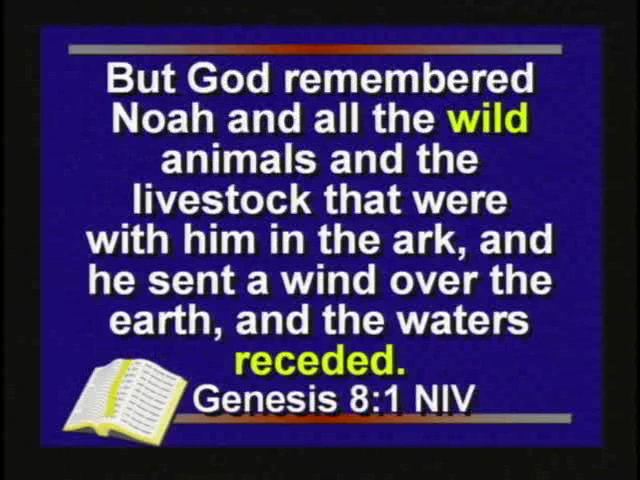 But God remembered
Noah and all the wild
animals and the
livestock that were
with him in the ark, and
he sent a wind over the
earth, and the waters
receded.
Genesis 8:1 NIV